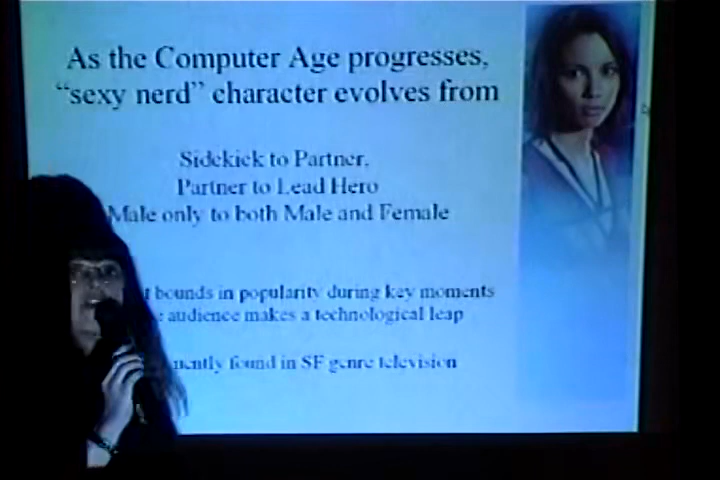 As the Computer Age progresses,
“sexy nerd” character evolves from
Sidekick to Partner,
Partner to Lead Hero
Male only to both Male and Female
bounds in popularity during key moments
audience makes a technological leap
found in SF genre television